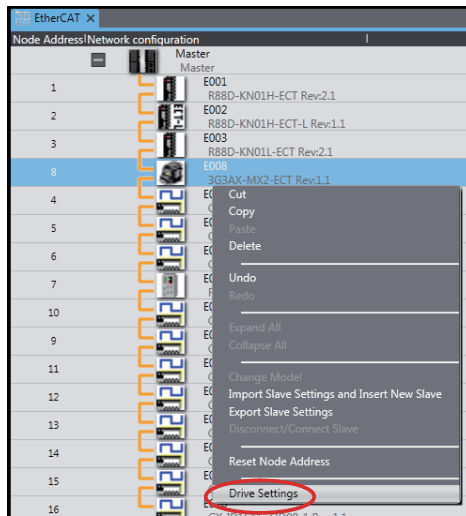 EtherCAT ×
Node Address|Network configuration
Master
Master
1
E001
R88D-KN01H-ECT Rev:2.1
2
ECT-L
E002
R88D-KN01H-ECT-L Rev:1.1
3
E003
R88D-KN01L-ECT Rev:2.1
8
E008
3G3AX-MX2-ECT Rev:1.1
4
Cut
5
Copy
Paste
6
Delete
7
Undo
Redo
10
9
Expand All
Collapse All
11
Change Model
12
Import Slave Settings and Insert New Slave
Export Slave Settings
13
Disconnect/Connect Slave
14
Reset Node Address
15
Drive Settings
16